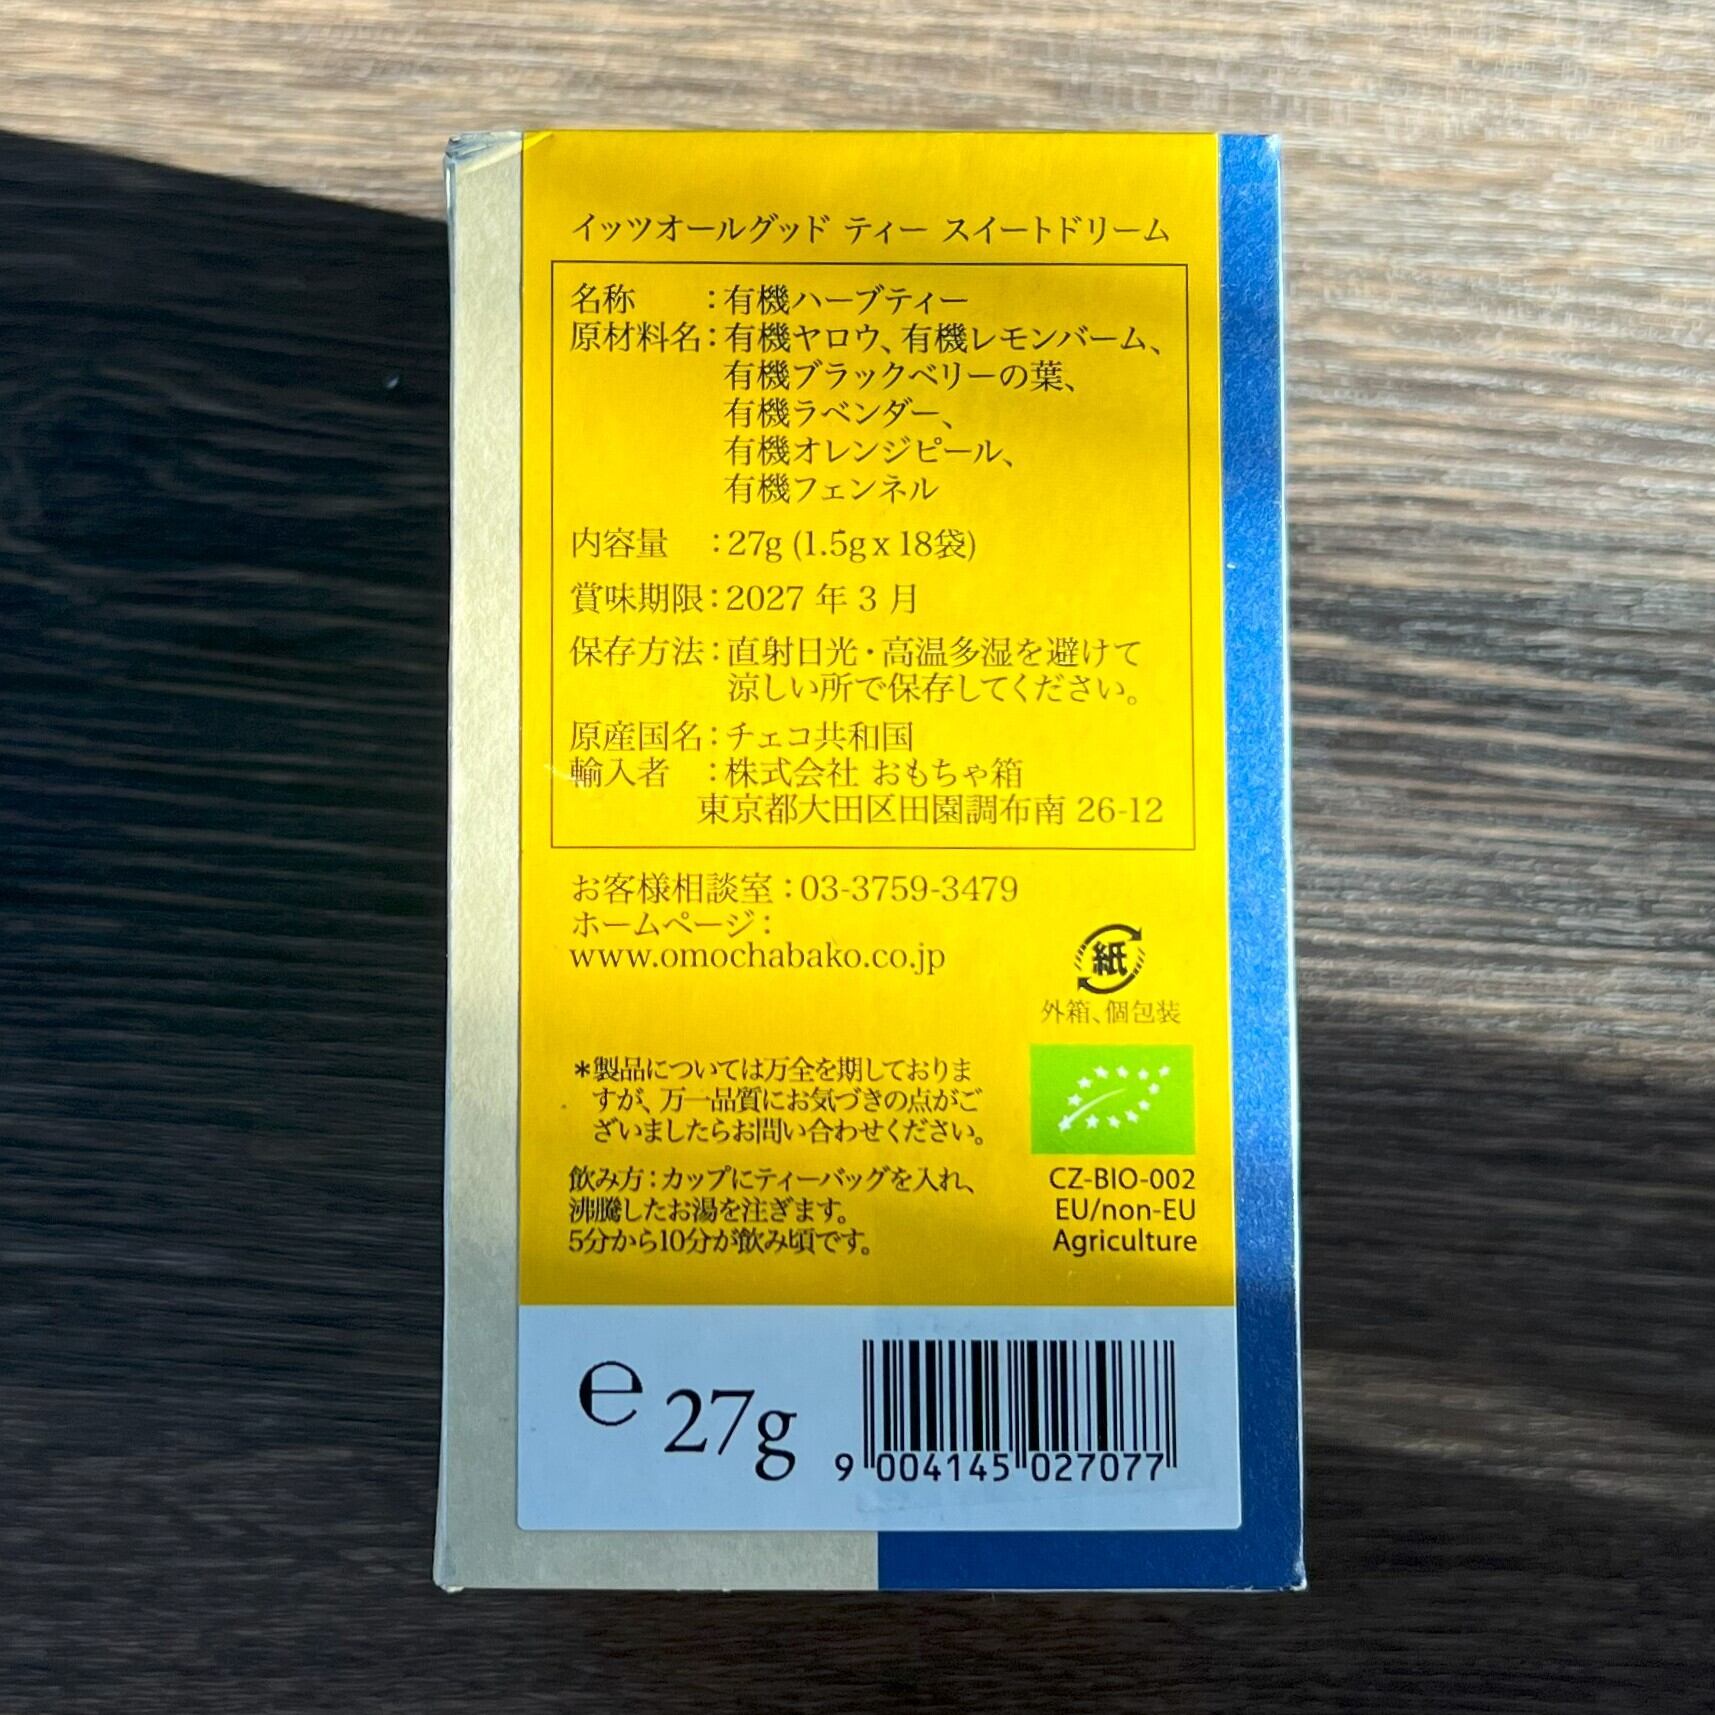 イッツオールグッド ティー スイートドリーム
名称 :有機ハーブティー
原材料名:有機ヤロウ、有機レモンバーム、
有機ブラックベリーの葉、
有機ラベンダー、
有機オレンジピール、
有機フェンネル
内容量 :27g (1.5g x 18袋)
賞味期限:2027 年 3 月
保存方法:直射日光・高温多湿を避けて
涼しい所で保存してください。
原産国名:チェコ共和国
輸入者 :株式会社 おもちゃ箱
東京都大田区田園調布南 26-12
お客様相談室:03-3759-3479
ホームページ:
www.omochabako.co.jp
紙
外箱、個包装
*製品については万全を期しておりま
すが、万一品質にお気づきの点がご
ざいましたらお問い合わせください。
飲み方:カップにティーバッグを入れ、
沸騰したお湯を注ぎます。
5分から10分が飲み頃です。
CZ-BIO-002
EU/non-EU
Agriculture
e 27g
9 004145 027077